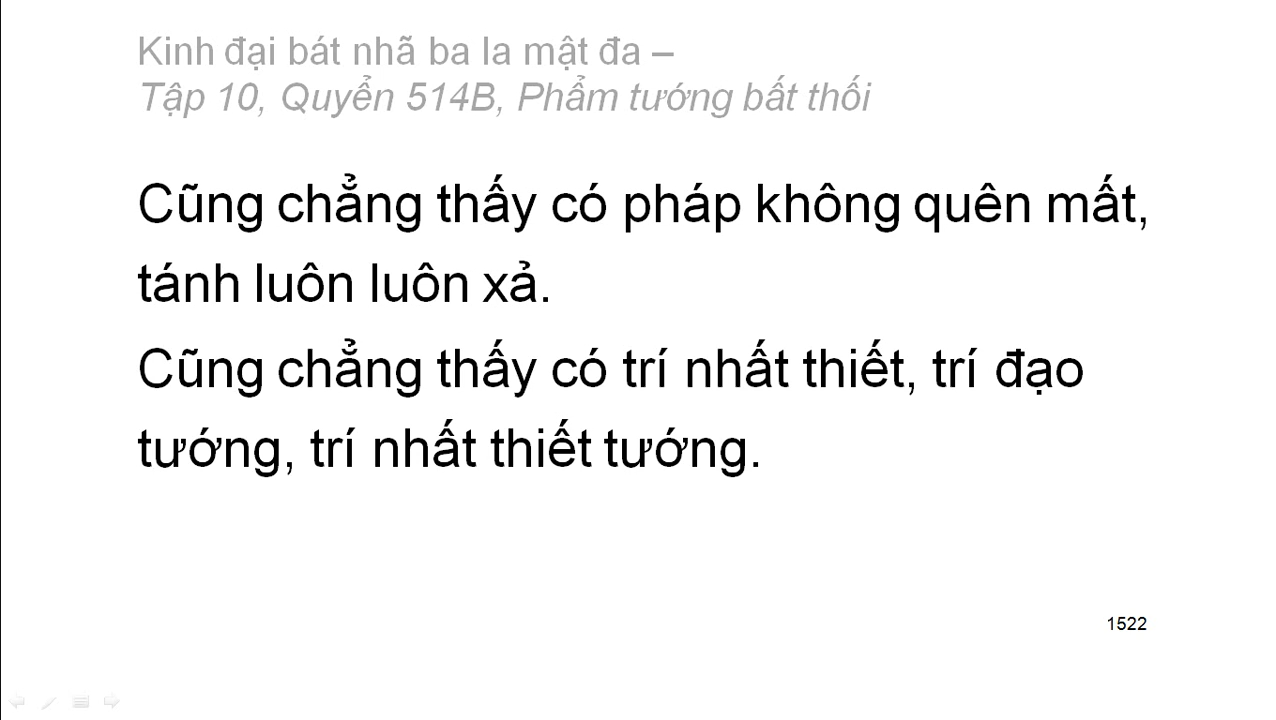 Kinh đại bát nhã ba la mật đa –
Tập 10, Quyển 514B, Phẩm tướng bất thối
Cũng chẳng thấy có pháp không quên mất,
tánh luôn luôn xả.
Cũng chẳng thấy có trí nhất thiết, trí đạo
tướng, trí nhất thiết tướng.
1522